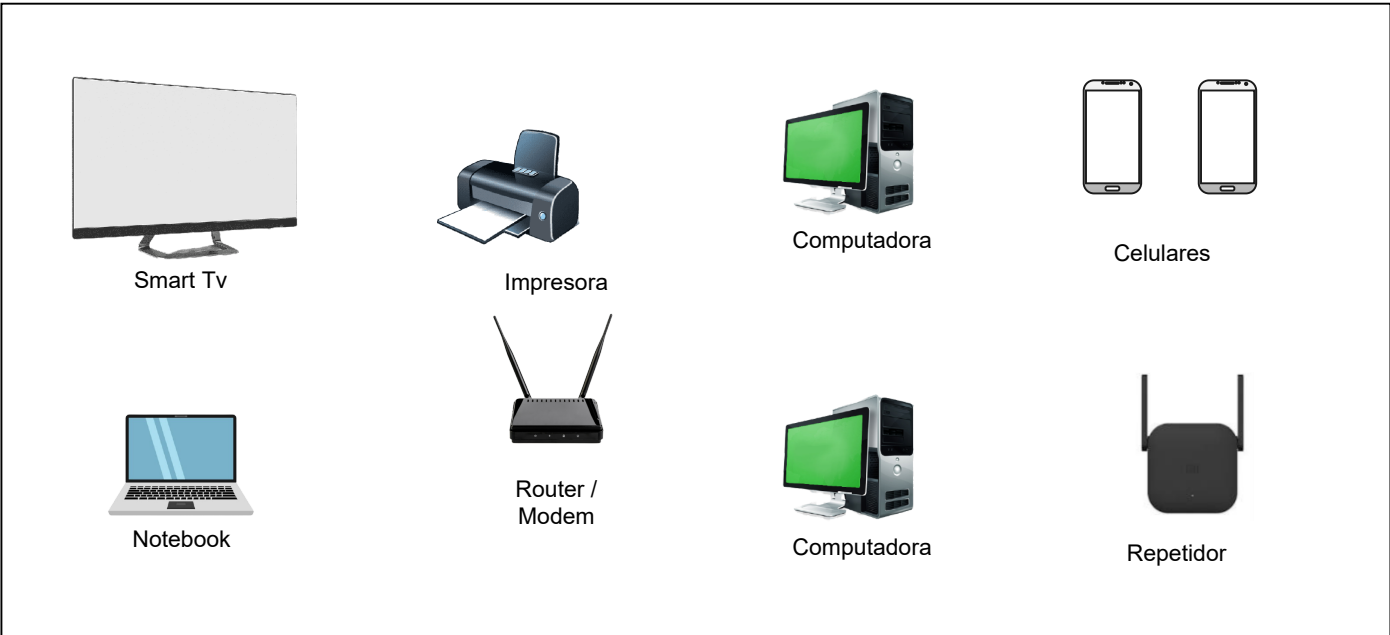 Smart Tv
Impresora
Computadora
Celulares
Notebook
Router /
Modem
Computadora
Repetidor